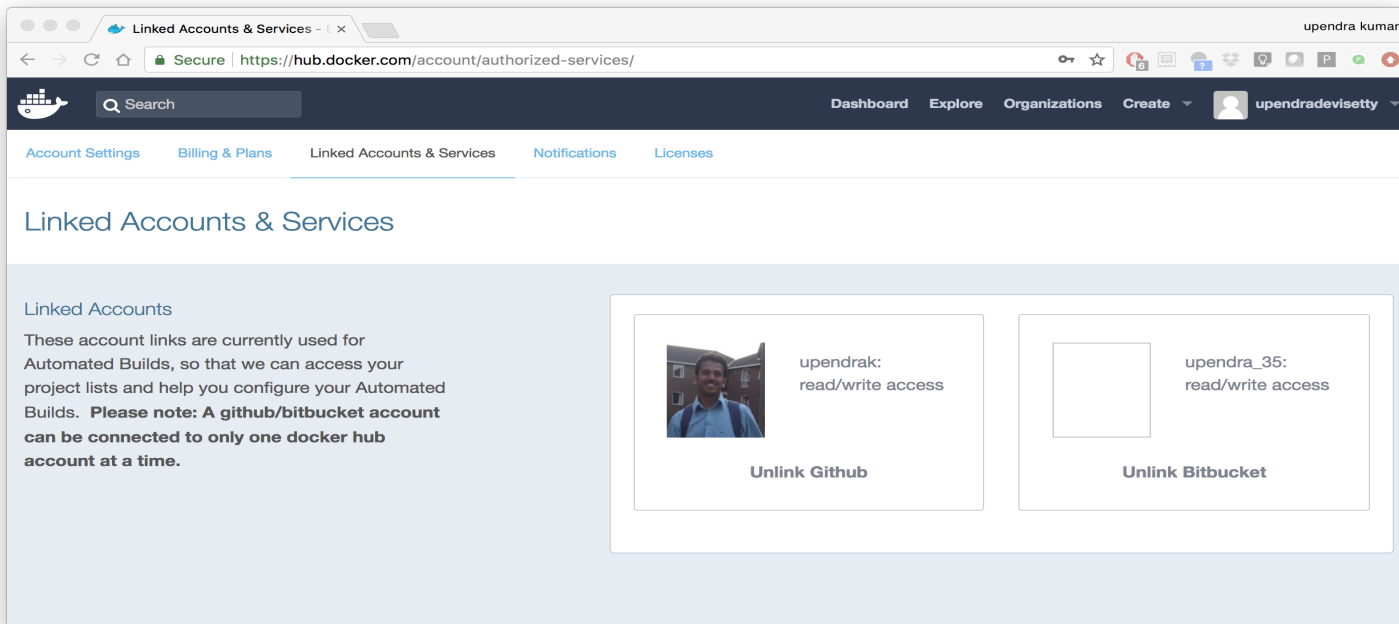 Linked Accounts & Services -
upendra kumar
Secure https://hub.docker.com/account/authorized-services/
6
?
P
Search
Dashboard Explore Organizations Create upendradevisetty
Account Settings Billing & Plans Linked Accounts & Services Notifications Licenses
Linked Accounts & Services
Linked Accounts
These account links are currently used for
Automated Builds, so that we can access your
project lists and help you configure your Automated
Builds. Please note: A github/bitbucket account
can be connected to only one docker hub
account at a time.
upendrak:
read/write access
Unlink Github
upendra_35:
read/write access
Unlink Bitbucket